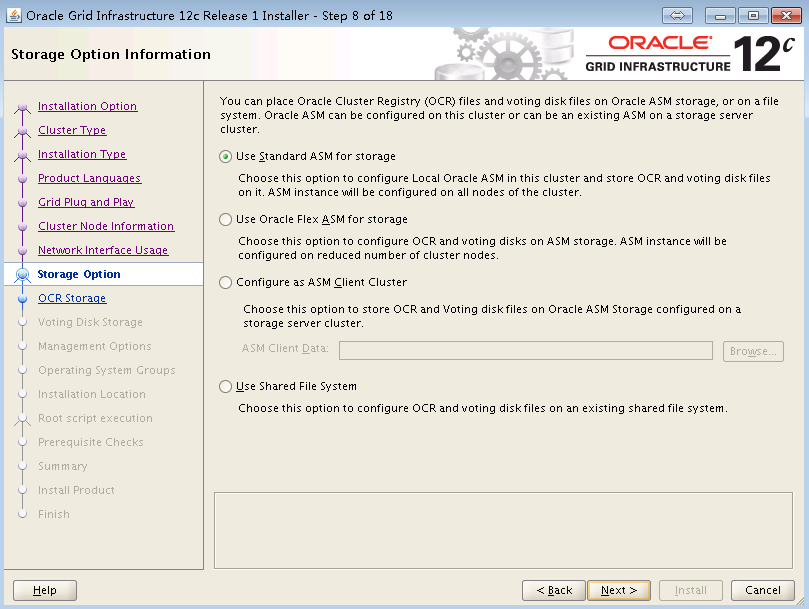 Oracle Grid Infrastructure 12c Release 1 Installer - Step 8 of 18
Storage Option Information
ORACLE®
GRID INFRASTRUCTURE 12c
Installation Option
Cluster Type
Installation Type
Product Languages
Grid Plug and Play
Cluster Node Information
Network Interface Usage
Storage Option
OCR Storage
Voting Disk Storage
Management Options
Operating System Groups
Installation Location
Root script execution
Prerequisite Checks
Summary
Install Product
Finish
You can place Oracle Cluster Registry (OCR) files and voting disk files on Oracle ASM storage, or on a file
system. Oracle ASM can be configured on this cluster or can be an existing ASM on a storage server
cluster.
Use Standard ASM for storage
Choose this option to configure Local Oracle ASM in this cluster and store OCR and voting disk files
on it. ASM instance will be configured on all nodes of the cluster.
Use Oracle Flex ASM for storage
Choose this option to configure OCR and voting disks on ASM storage. ASM instance will be
configured on reduced number of cluster nodes.
Configure as ASM Client Cluster
Choose this option to store OCR and Voting disk files on Oracle ASM Storage configured on a
storage server cluster.
ASM Client Data:
Browse...
Use Shared File System
Choose this option to configure OCR and voting disk files on an existing shared file system.
Help
< Back
Next >
Install
Cancel